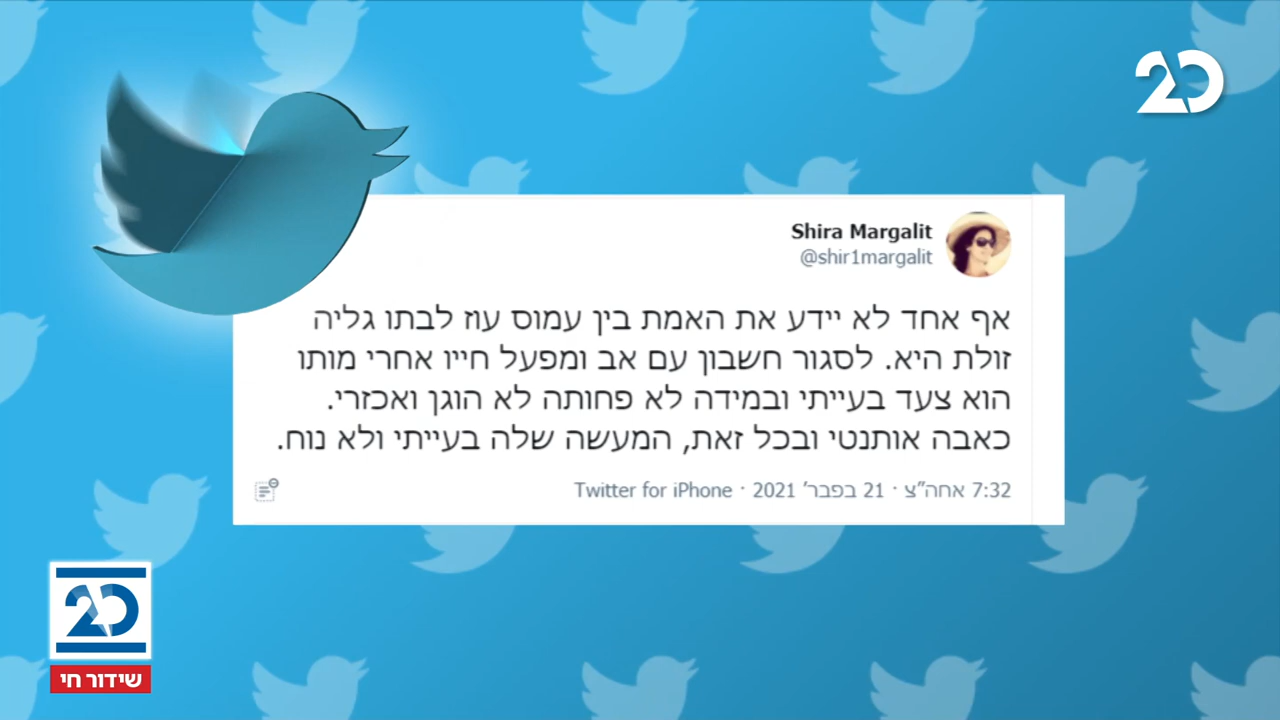 20
Shira Margalit
@shir1margalit
אף אחד לא יידע את האמת בין עמוס עוז לבתו גליה
זולת היא. לסגור חשבון עם אב ומפעל חייו אחרי מותו
הוא צעד בעייתי ובמידה לא פחותה לא הוגן ואכזרי.
כאבה אותנטי ובכל זאת, המעשה שלה בעייתי ולא נוח.
7:32 אחה״צ · 21 בפבר׳ 2021 · Twitter for iPhone
20
שידור חי